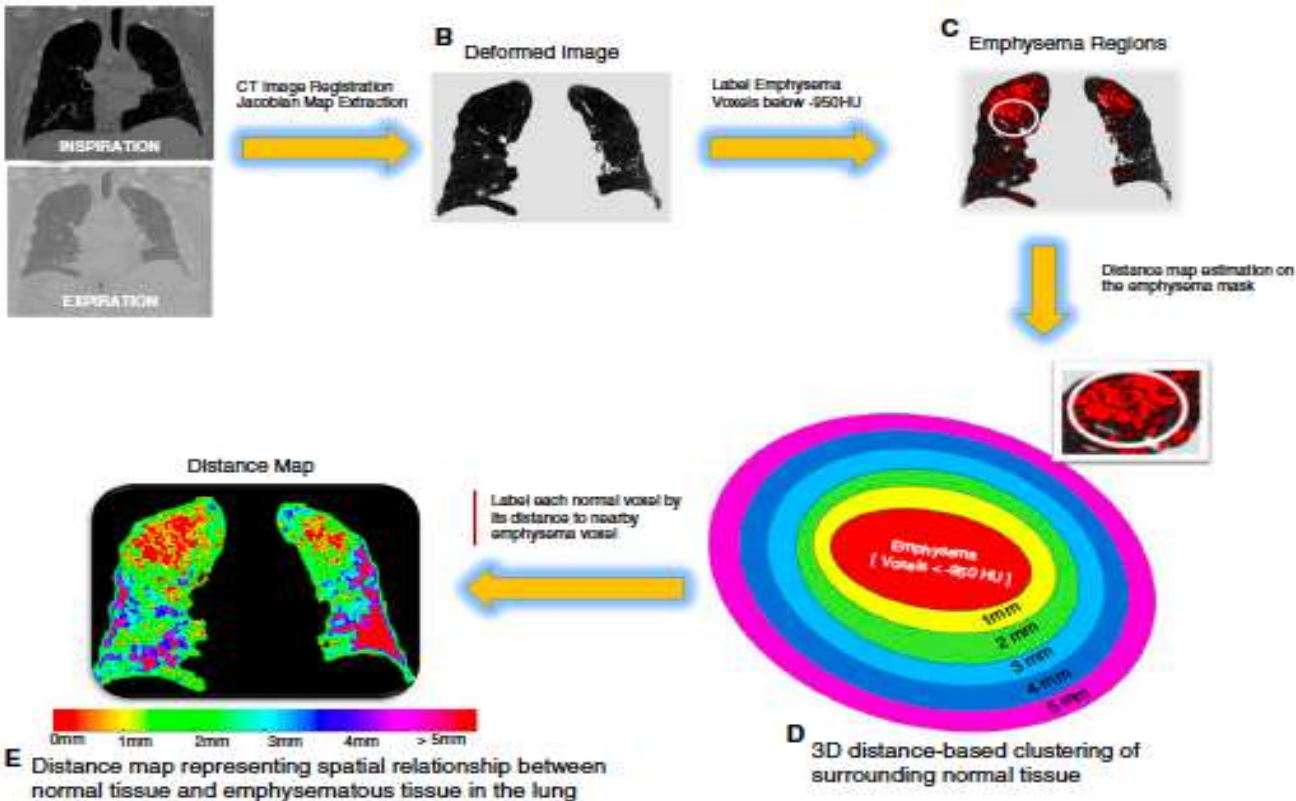 INSPIRATION
EXPIRATION
CT Image Registration
Jacobian Map Extraction
B
Deformed Image
Label Emphysema
Voxels below -950HU
C
Emphysema Regions
Distance map estimation on
the emphysema mask
Emphysema
[ Voxels < -950 HU ]
1mm
2 mm
3 mm
4 mm
5 mm
D
3D distance-based clustering of
surrounding normal tissue
Label each normal voxel by
its distance to nearby
emphysema voxel
Distance Map
0mm 1mm 2mm 3mm 4mm > 5mm
E
Distance map representing spatial relationship between
normal tissue and emphysematous tissue in the lung